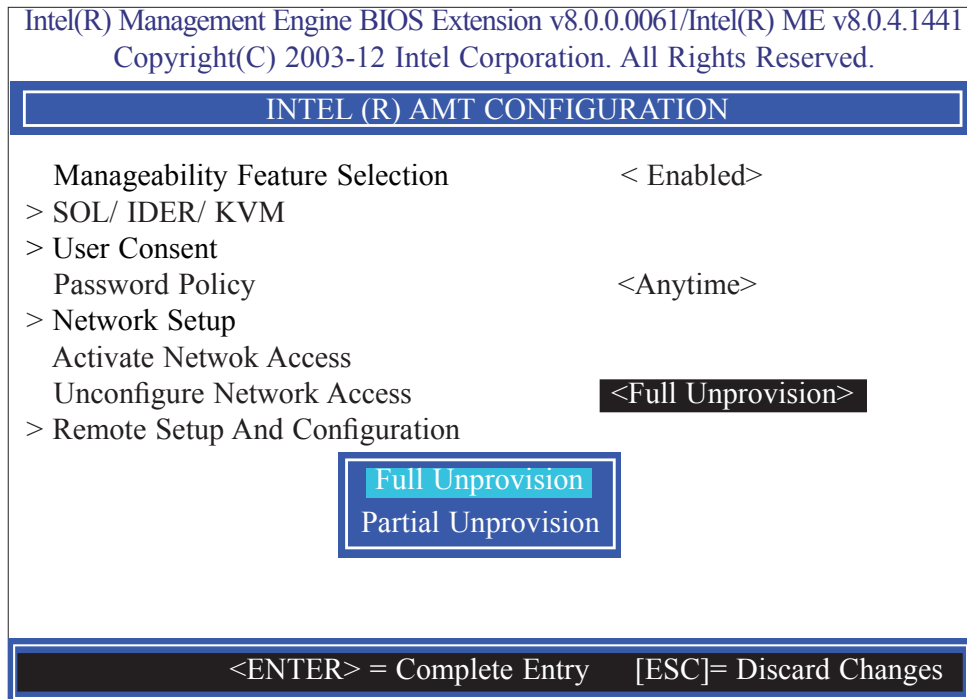 Intel(R) Management Engine BIOS Extension v8.0.0.0061/Intel(R) ME v8.0.4.1441
Copyright(C) 2003-12 Intel Corporation. All Rights Reserved.
INTEL (R) AMT CONFIGURATION
Manageability Feature Selection < Enabled>
> SOL/ IDER/ KVM
> User Consent
Password Policy <Anytime>
> Network Setup
Activate Netwok Access
Unconfigure Network Access <Full Unprovision>
> Remote Setup And Configuration
Full Unprovision
Partial Unprovision
<ENTER> = Complete Entry [ESC]= Discard Changes